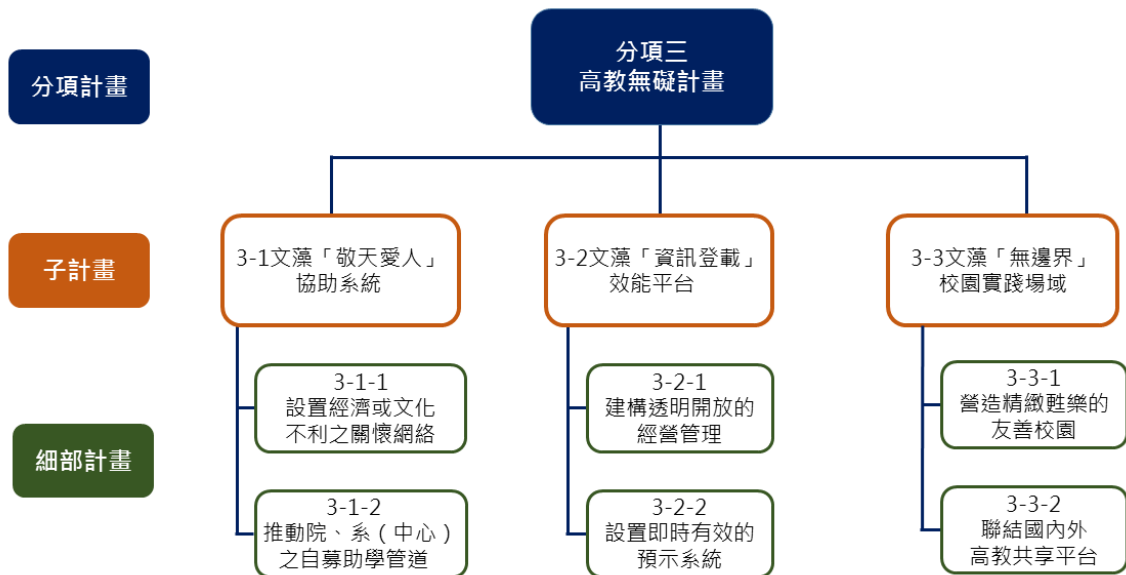 分項計畫
分項三
高教無礙計畫
子計畫
3-1文藻「敬天愛人」
協助系統
3-2文藻「資訊登載」
效能平台
3-3文藻「無邊界」
校園實踐場域
細部計畫
3-1-1
設置經濟或文化
不利之關懷網絡
3-2-1
建構透明開放的
經營管理
3-3-1
營造精緻甦樂的
友善校園
3-1-2
推動院、系（中心）
之自募助學管道
3-2-2
設置即時有效的
預示系統
3-3-2
聯結國內外
高教共享平台